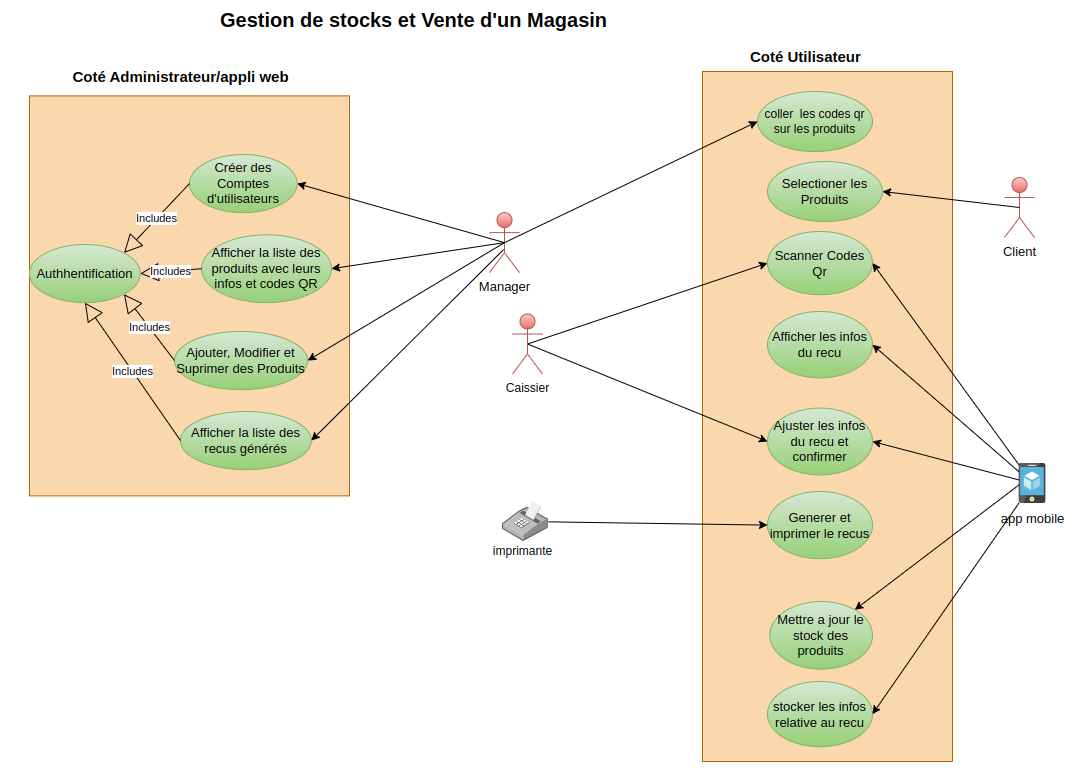 Gestion de stocks et Vente d'un Magasin
Coté Administrateur/appli web
Créer des
Comptes
d'utilisateurs
Includes
Authhentification
Includes
Afficher la liste des
produits avec leurs
infos et codes QR
Includes
Ajouter, Modifier et
Suprimer des Produits
Includes
Afficher la liste des
recus générés
Manager
Caissier
imprimante
Coté Utilisateur
coller les codes qr
sur les produits
Selectioner les
Produits
Scanner Codes
Qr
Afficher les infos
du recu
Ajuster les infos
du recu et
confirmer
Generer et
imprimer le recus
Mettre a jour le
stock des
produits
stocker les infos
relative au recu
Client
app mobile